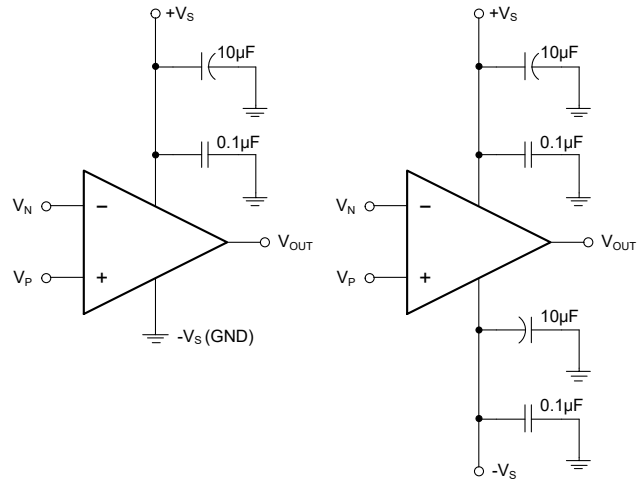 +VS
10µF
0.1µF
VN
−
VP
+
VOUT
-VS (GND)
+VS
10µF
0.1µF
VN
−
VP
+
VOUT
10µF
0.1µF
-VS